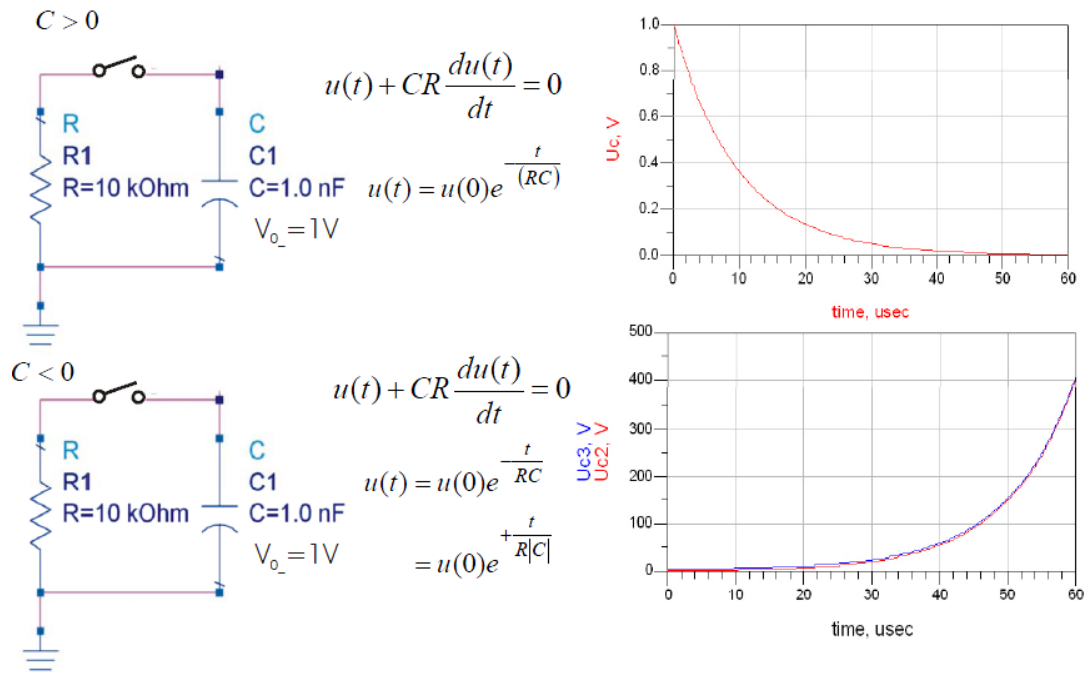 C > 0
R
R1
R=10 kOhm
C
C1
C=1.0 nF
V₀_=1V
u(t) + CR du(t)/dt = 0
u(t) = u(0)e^(-t/(RC))
1.0
0.8
0.6
0.4
0.2
0.0
Uc, V
0 10 20 30 40 50 60
time, usec
C < 0
R
R1
R=10 kOhm
C
C1
C=1.0 nF
V₀_=1V
u(t) + CR du(t)/dt = 0
u(t) = u(0)e^(-t/RC)
= u(0)e^(+t/R|C|)
500
400
300
200
100
0
Uc3, V
Uc2, V
0 10 20 30 40 50 60
time, usec